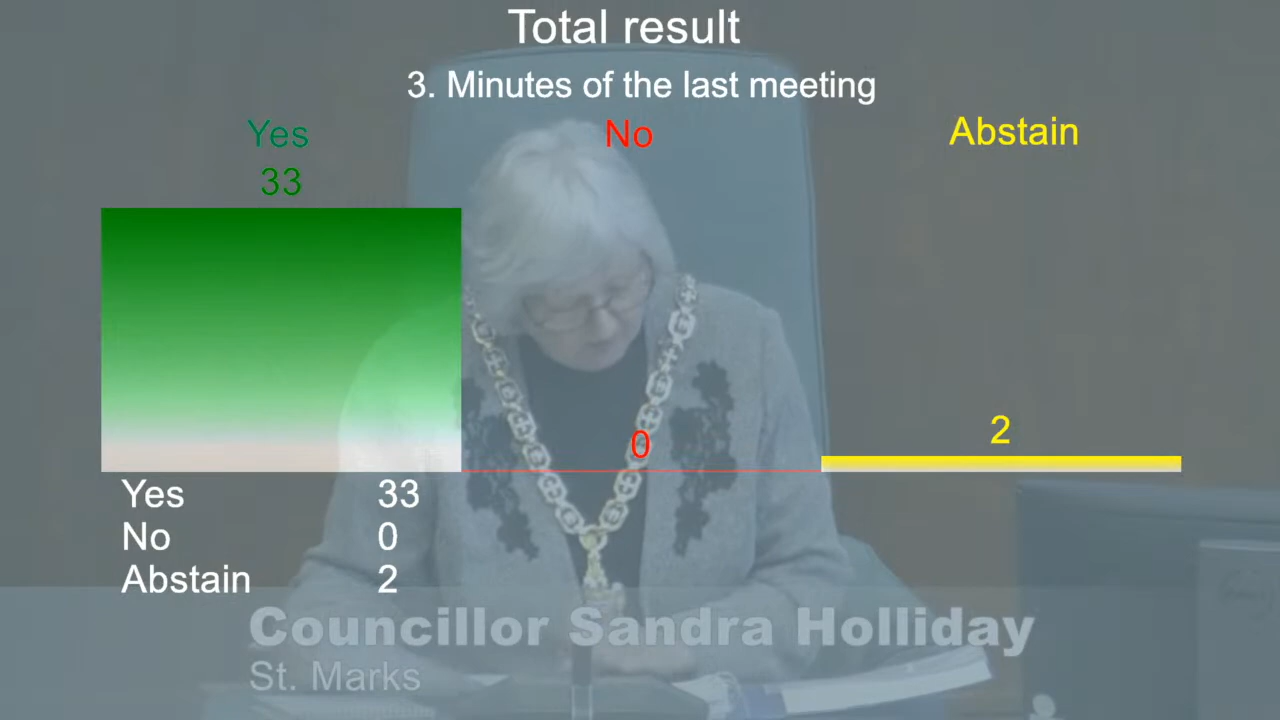 Total result
3. Minutes of the last meeting
Yes No Abstain
33
0
2
Yes 33
No 0
Abstain 2
Councillor Sandra Holliday
St. Marks